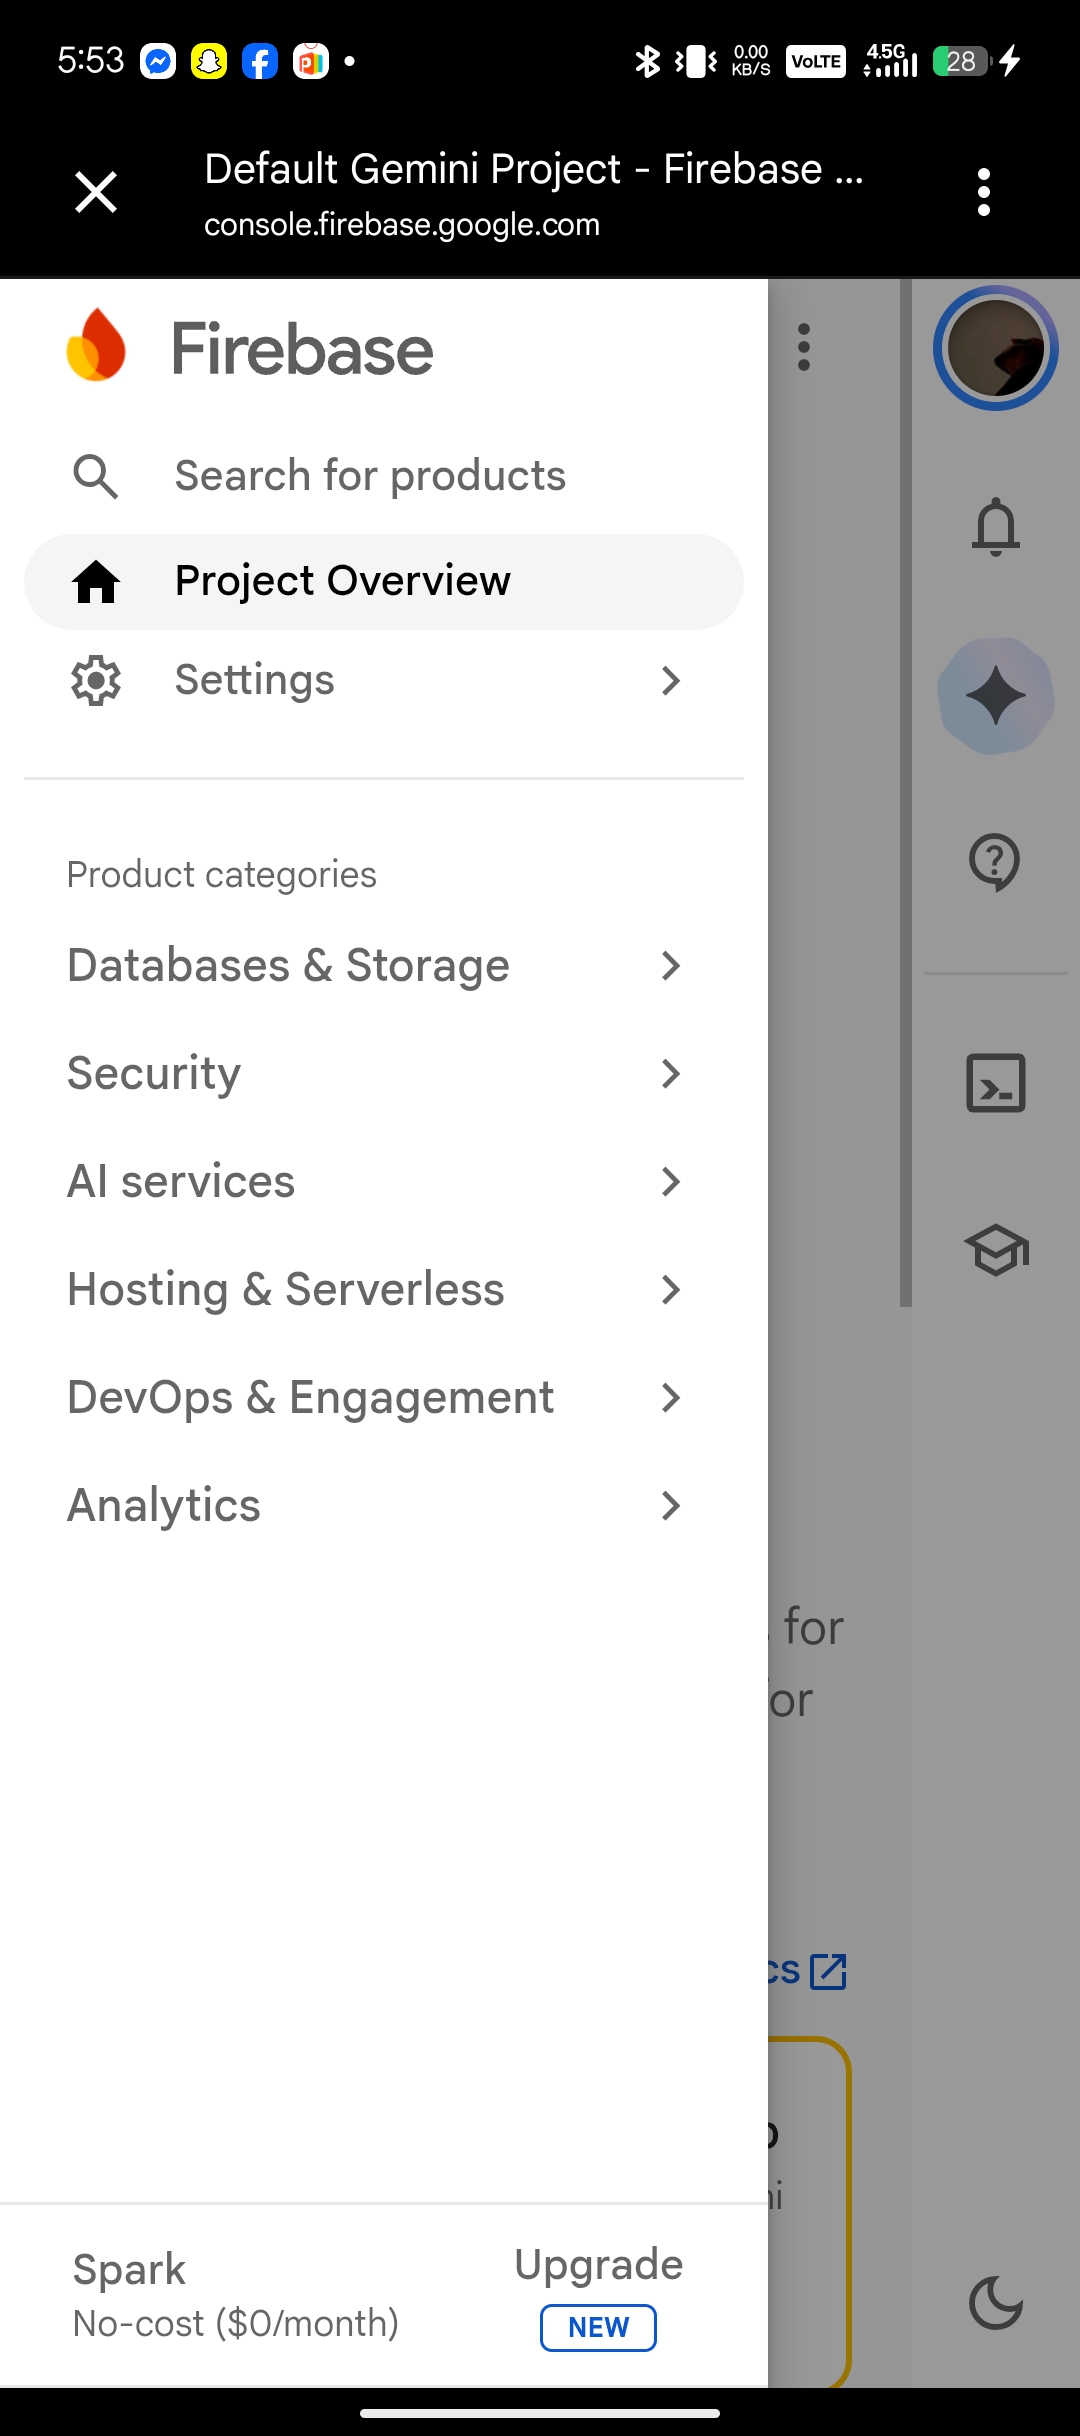 5:53
0.00
KB/S
VoLTE
4.5G
28
Default Gemini Project - Firebase ...
console.firebase.google.com
Firebase
Search for products
Project Overview
Settings
Product categories
Databases & Storage
Security
AI services
Hosting & Serverless
DevOps & Engagement
Analytics
for
or
cs
Spark
No-cost ($0/month)
Upgrade
NEW